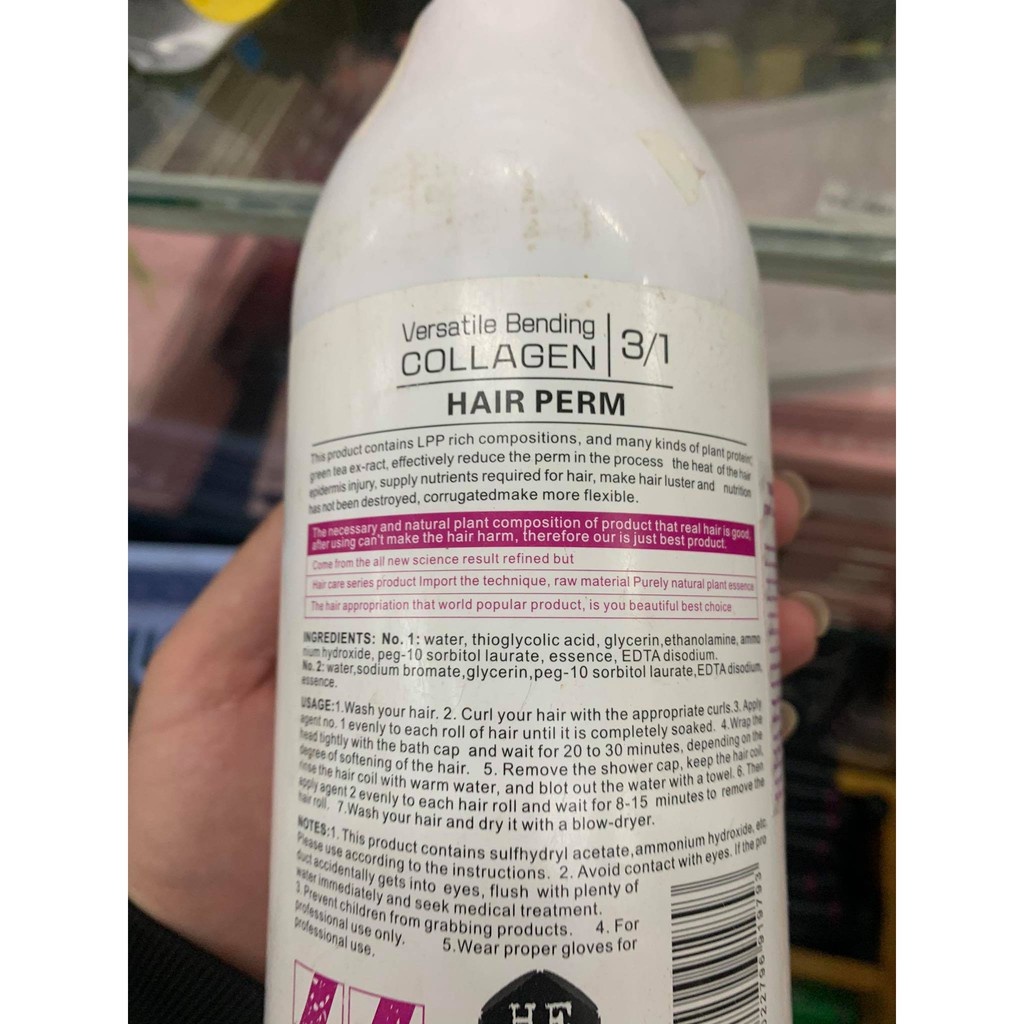 Versatile Bending
COLLAGEN
3/1
HAIR PERM
This product contains LPP rich compositions, and many kinds of plant protein,
green tea ex-ract, effectively reduce the perm in the process the heat of the hair
epidermis injury, supply nutrients required for hair, make hair luster and nutrition
has not been destroyed, corrugatedmake more flexible.
The necessary and natural plant composition of product that real hair is good,
after using can't make the hair harm, therefore our is just best product.
Come from the all new science result refined but
Hair care series product Import the technique, raw material Purely natural plant essence
The hair appropriation that world popular product, is you beautiful best choice
INGREDIENTS: No. 1: water, thioglycolic acid, glycerin,ethanolamine, ammo
nium hydroxide, peg-10 sorbitol laurate, essence, EDTA disodium.
No. 2: water,sodium bromate,glycerin,peg-10 sorbitol laurate,EDTA disodium,
essence.
USAGE:1.Wash your hair. 2. Curl your hair with the appropriate curls.3. Apply
agent no. 1 evenly to each roll of hair until it is completely soaked. 4.Wrap the
head tightly with the bath cap and wait for 20 to 30 minutes, depending on the
degree of softening of the hair. 5. Remove the shower cap, keep the hair coil,
rinse the hair coil with warm water, and blot out the water with a towel. 6. Then
apply agent 2 evenly to each hair roll and wait for 8-15 minutes to remove the
hair roll. 7.Wash your hair and dry it with a blow-dryer.
NOTES:1. This product contains sulfhydryl acetate,ammonium hydroxide, etc.
Please use according to the instructions. 2. Avoid contact with eyes. If the pro
duct accidentally gets into eyes, flush with plenty of
water immediately and seek medical treatment.
3. Prevent children from grabbing products. 4. For
professional use only. 5.Wear proper gloves for
professional use.
HF